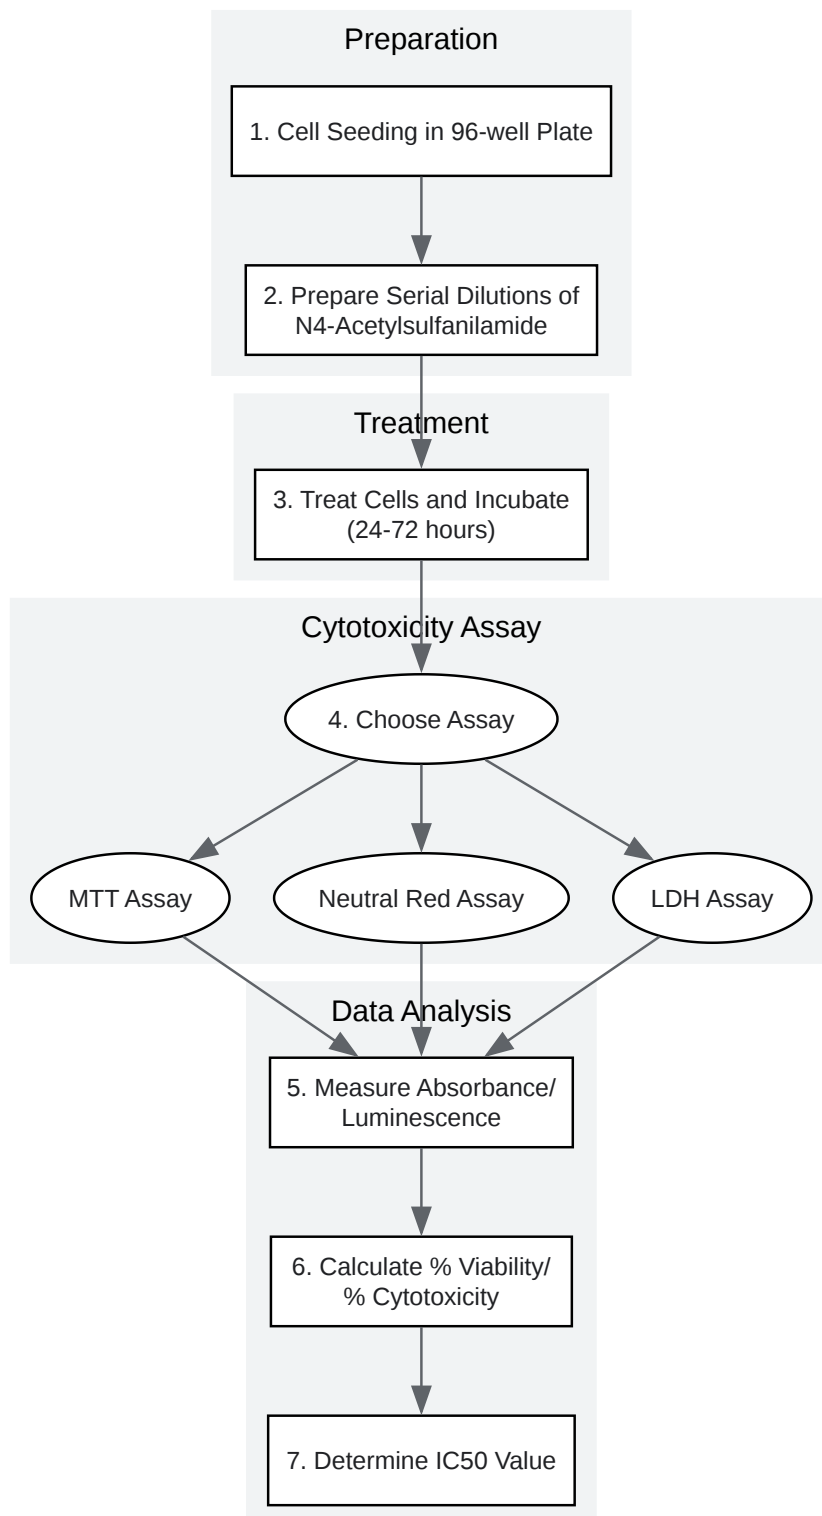 Preparation
1. Cell Seeding in 96-well Plate
2. Prepare Serial Dilutions of
N4-Acetylsulfanilamide
Treatment
3. Treat Cells and Incubate
(24-72 hours)
Cytotoxicity Assay
4. Choose Assay
MTT Assay
Neutral Red Assay
LDH Assay
Data Analysis
5. Measure Absorbance/
Luminescence
6. Calculate % Viability/
% Cytotoxicity
7. Determine IC50 Value